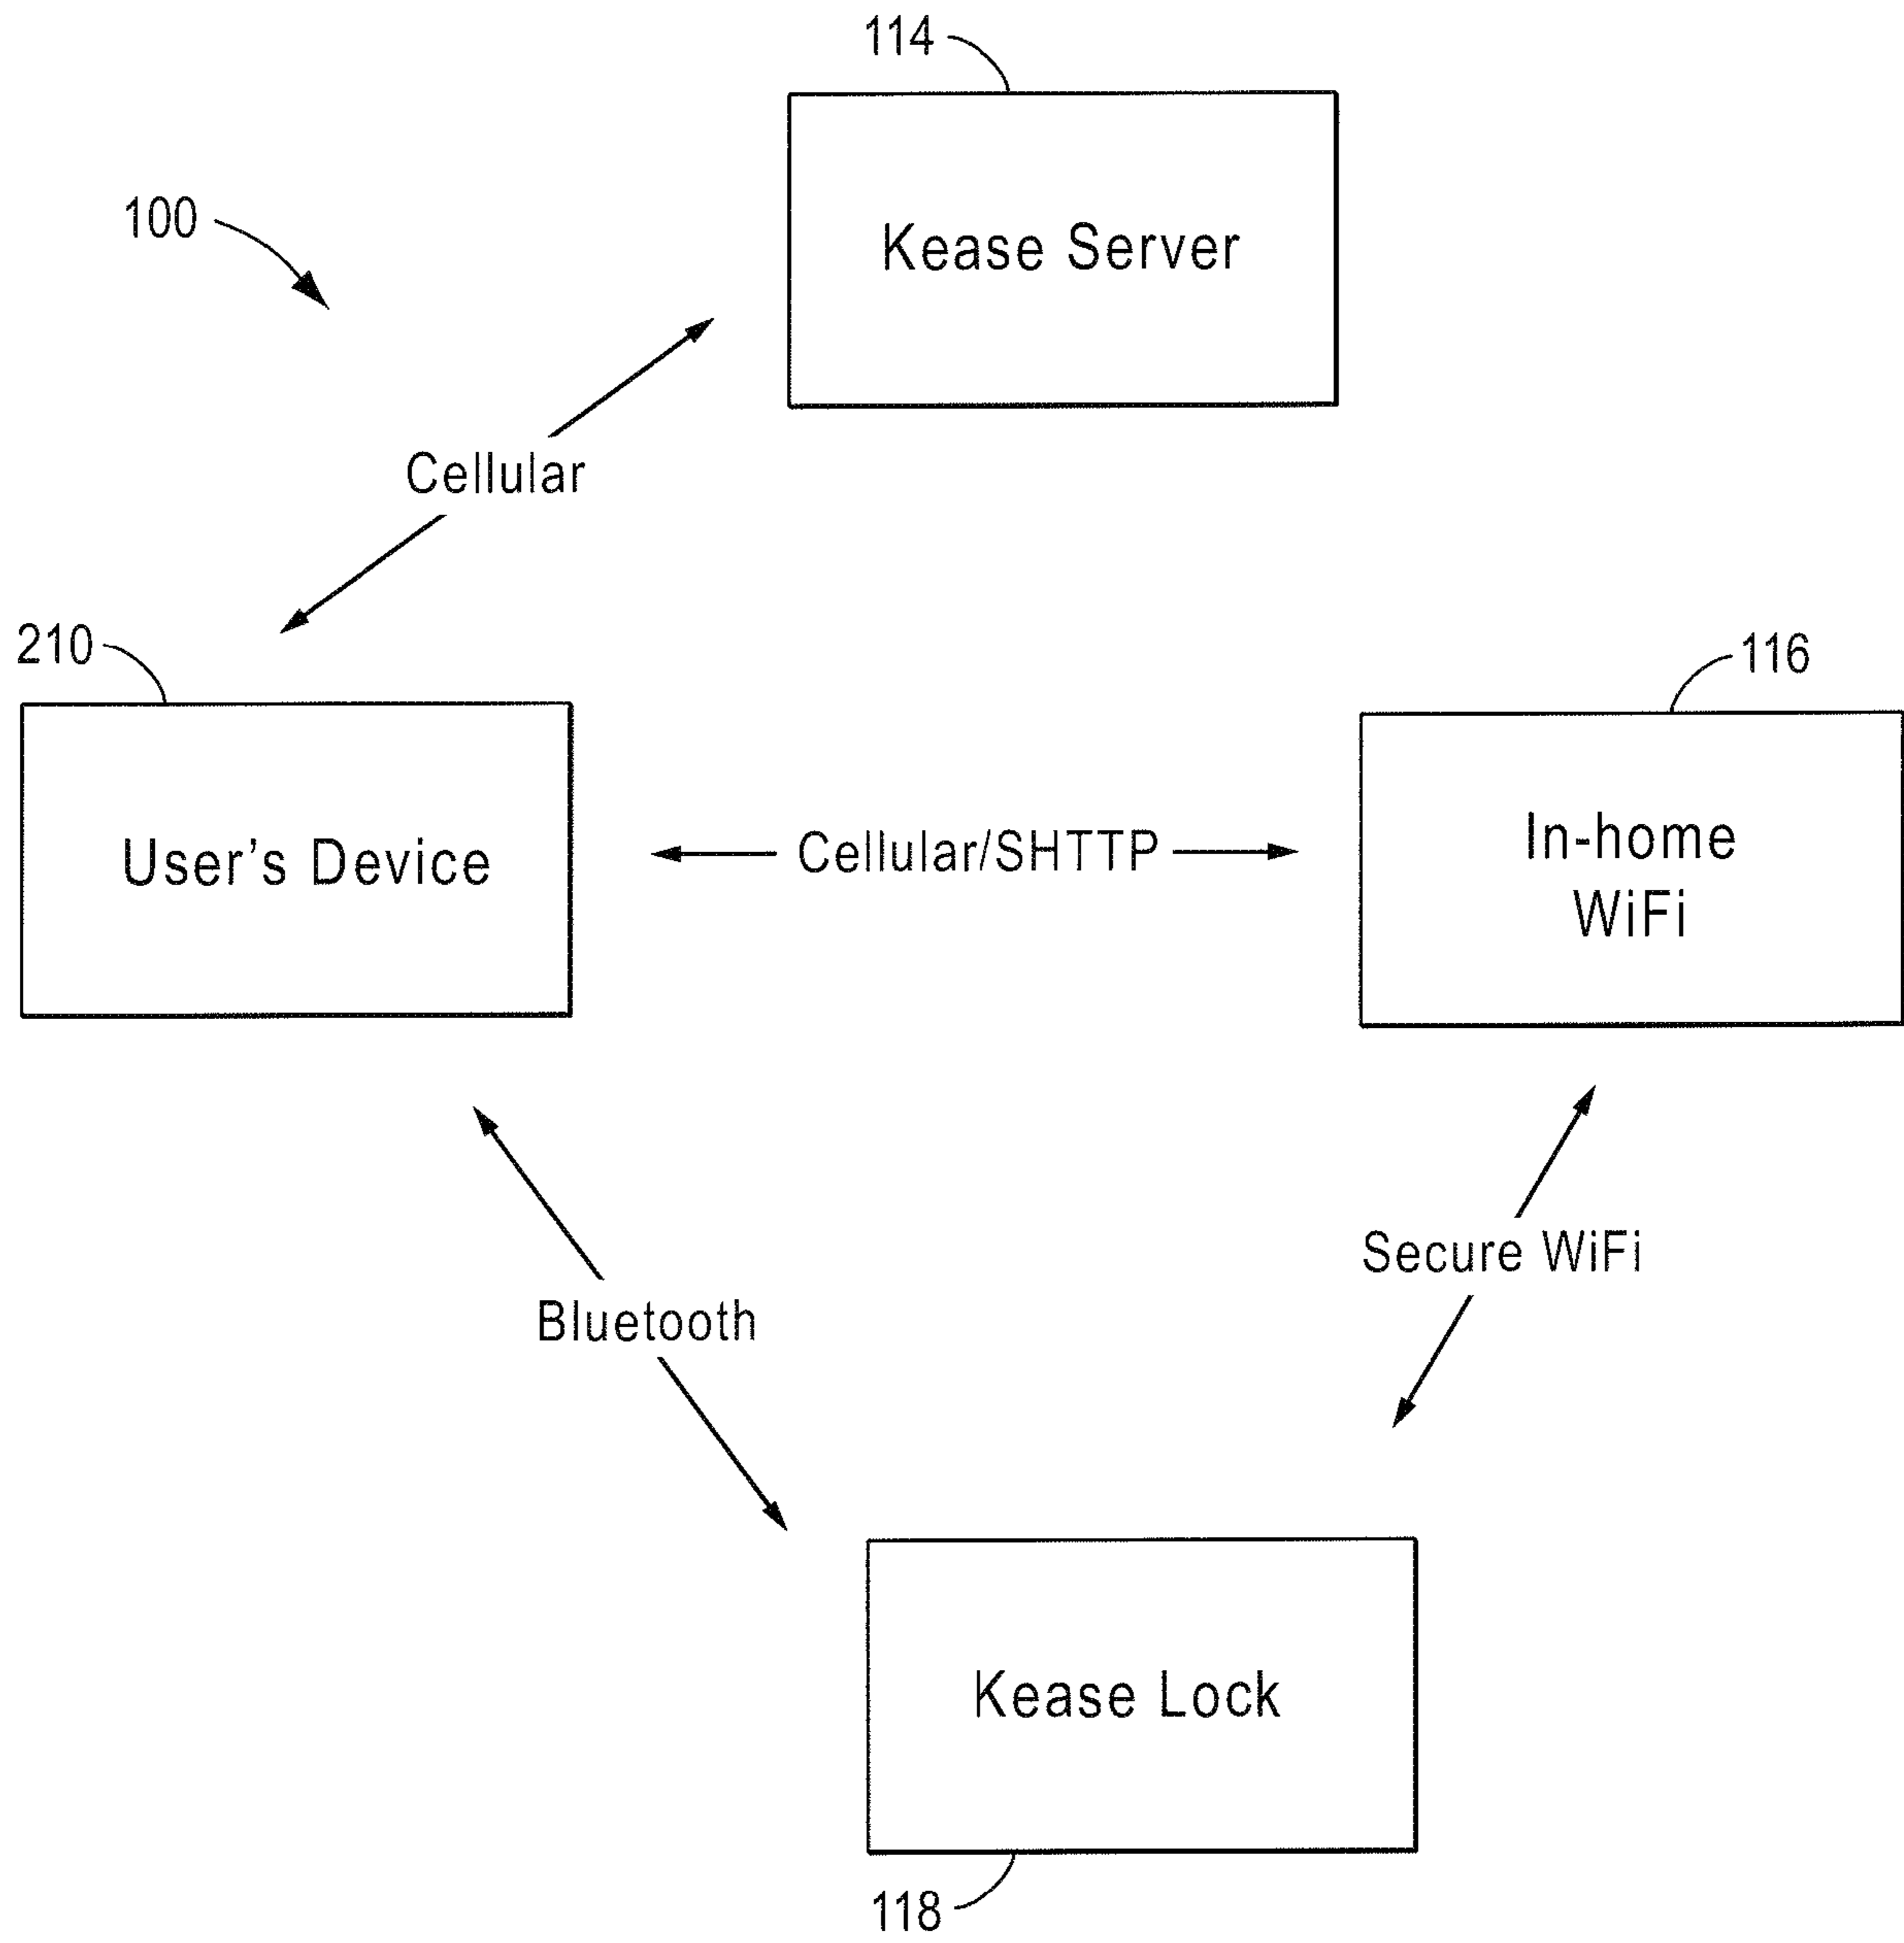 114
Kease Server
100
Cellular
210
User's Device
Cellular/SHTTP
116
In-home
WiFi
Secure WiFi
Bluetooth
Kease Lock
118